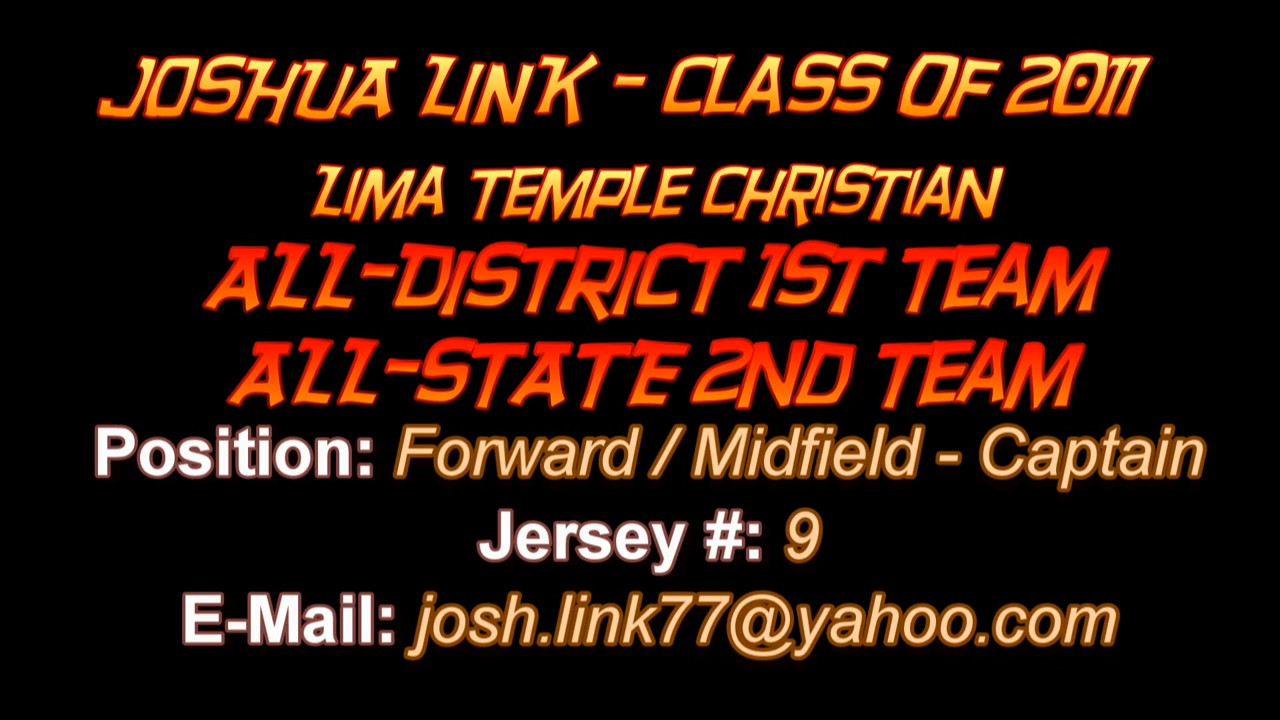 JOSHUA LINK - CLASS OF 2011
LIMA TEMPLE CHRISTIAN
ALL-DISTRICT 1ST TEAM
ALL-STATE 2ND TEAM
Position: Forward / Midfield - Captain
Jersey #: 9
E-Mail: josh.link77@yahoo.com